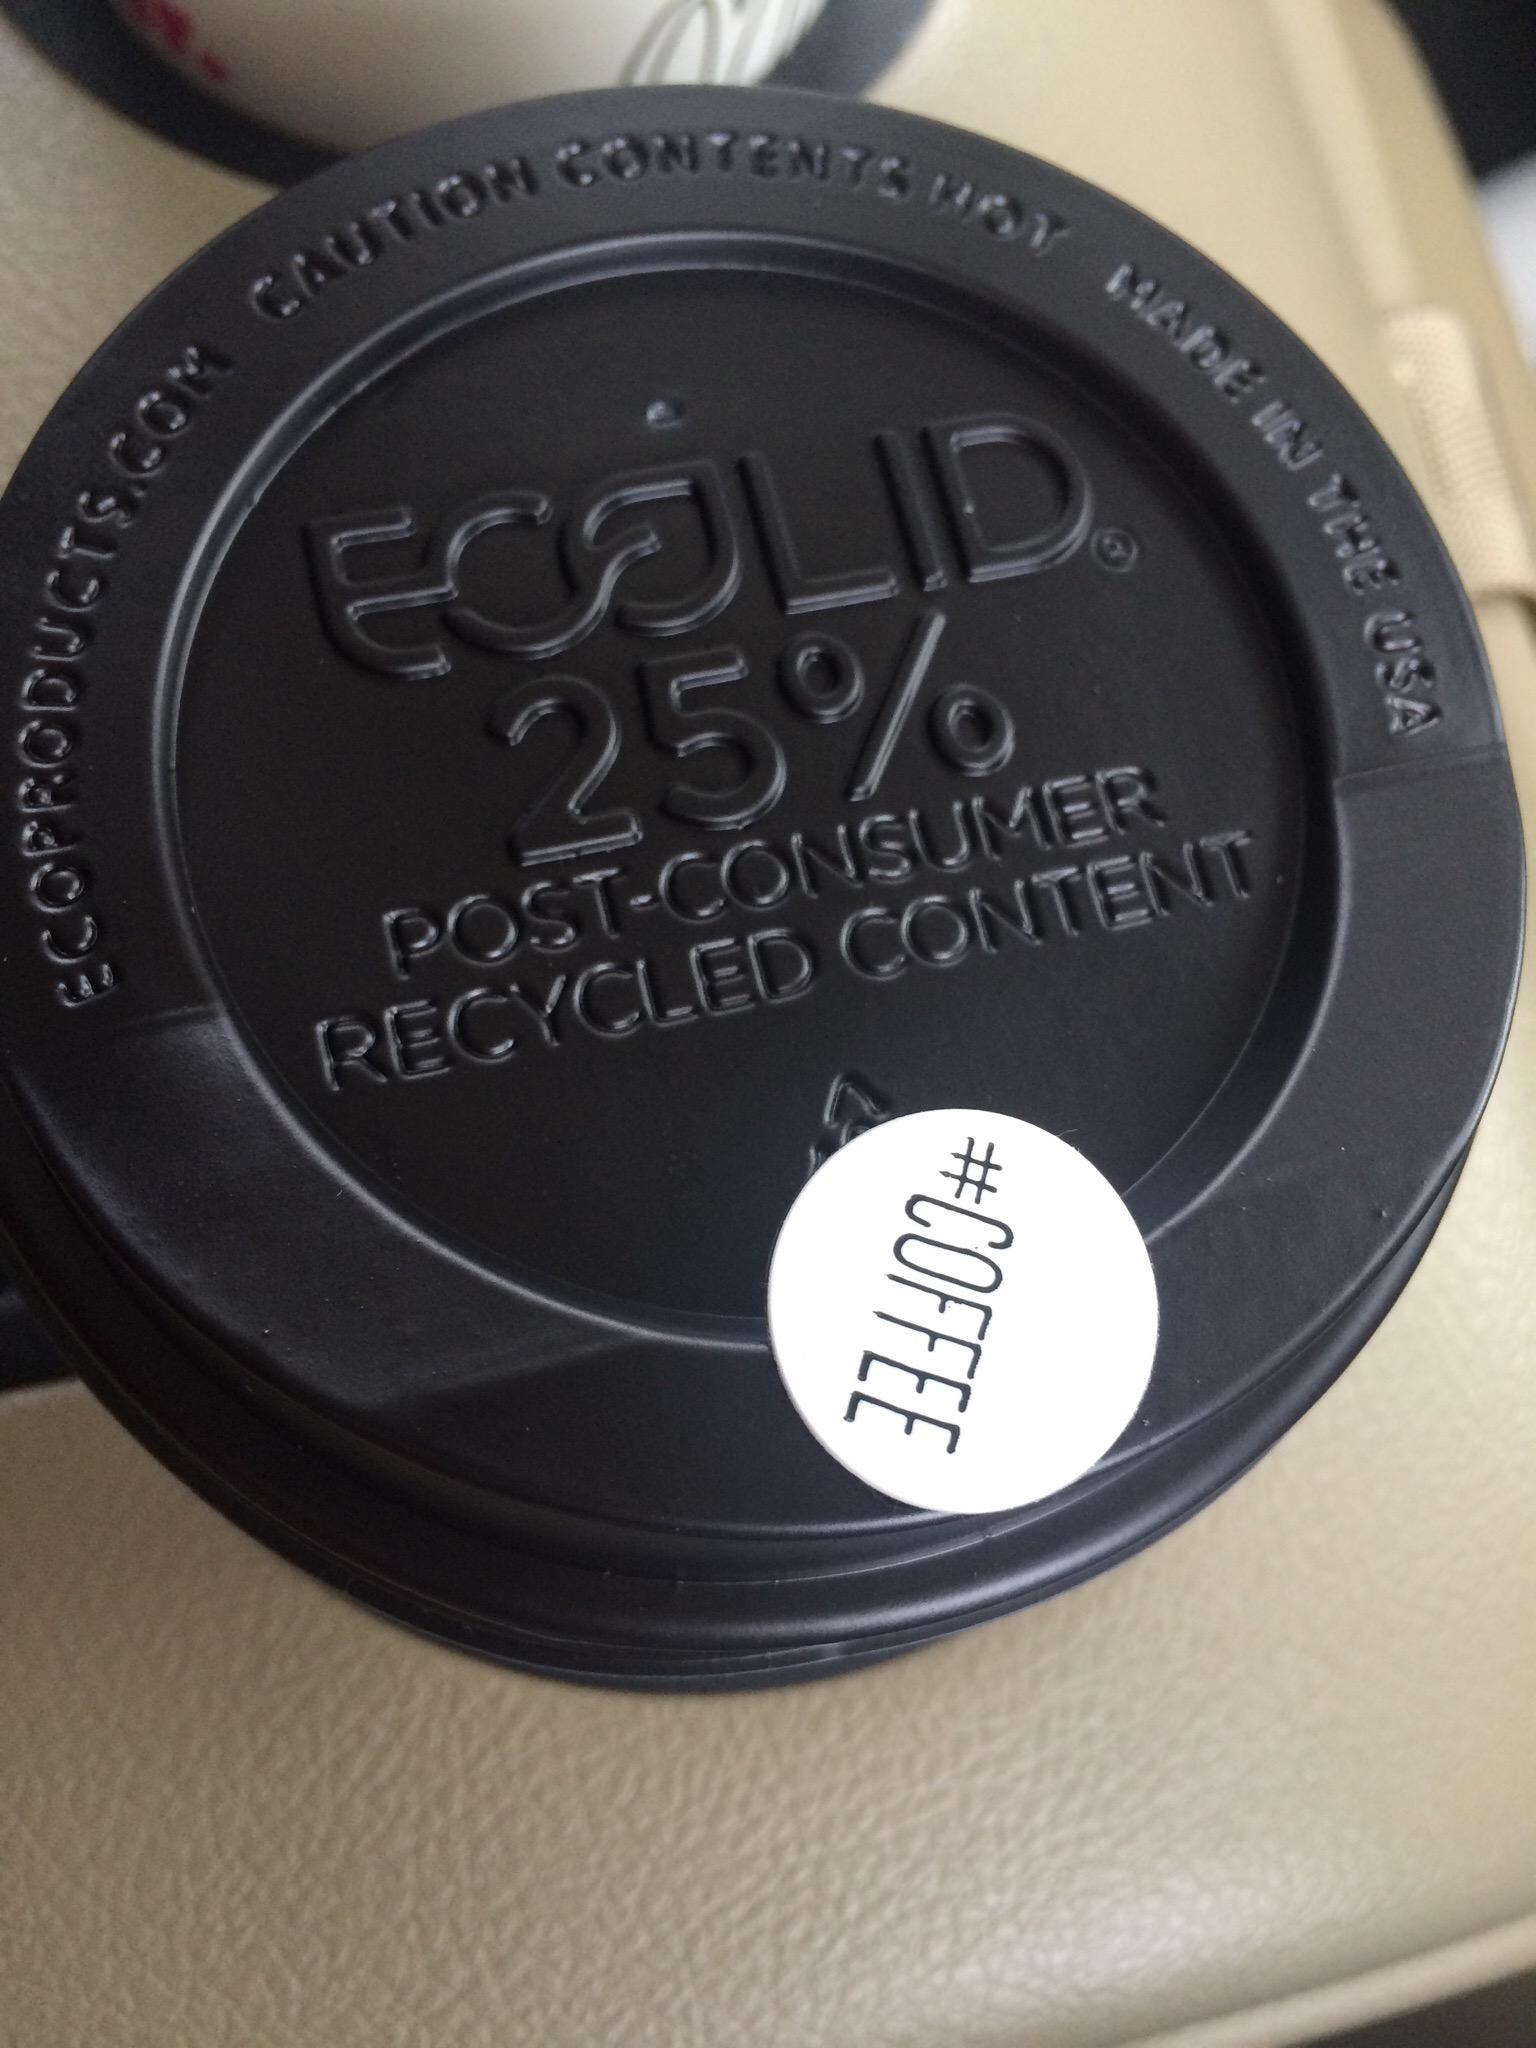 ECOPRODUCTS.COM CAUTION CONTENTS HOT MADE IN THE USA
ECOLID®
25%
POST-CONSUMER
RECYCLED CONTENT
#COFFEE